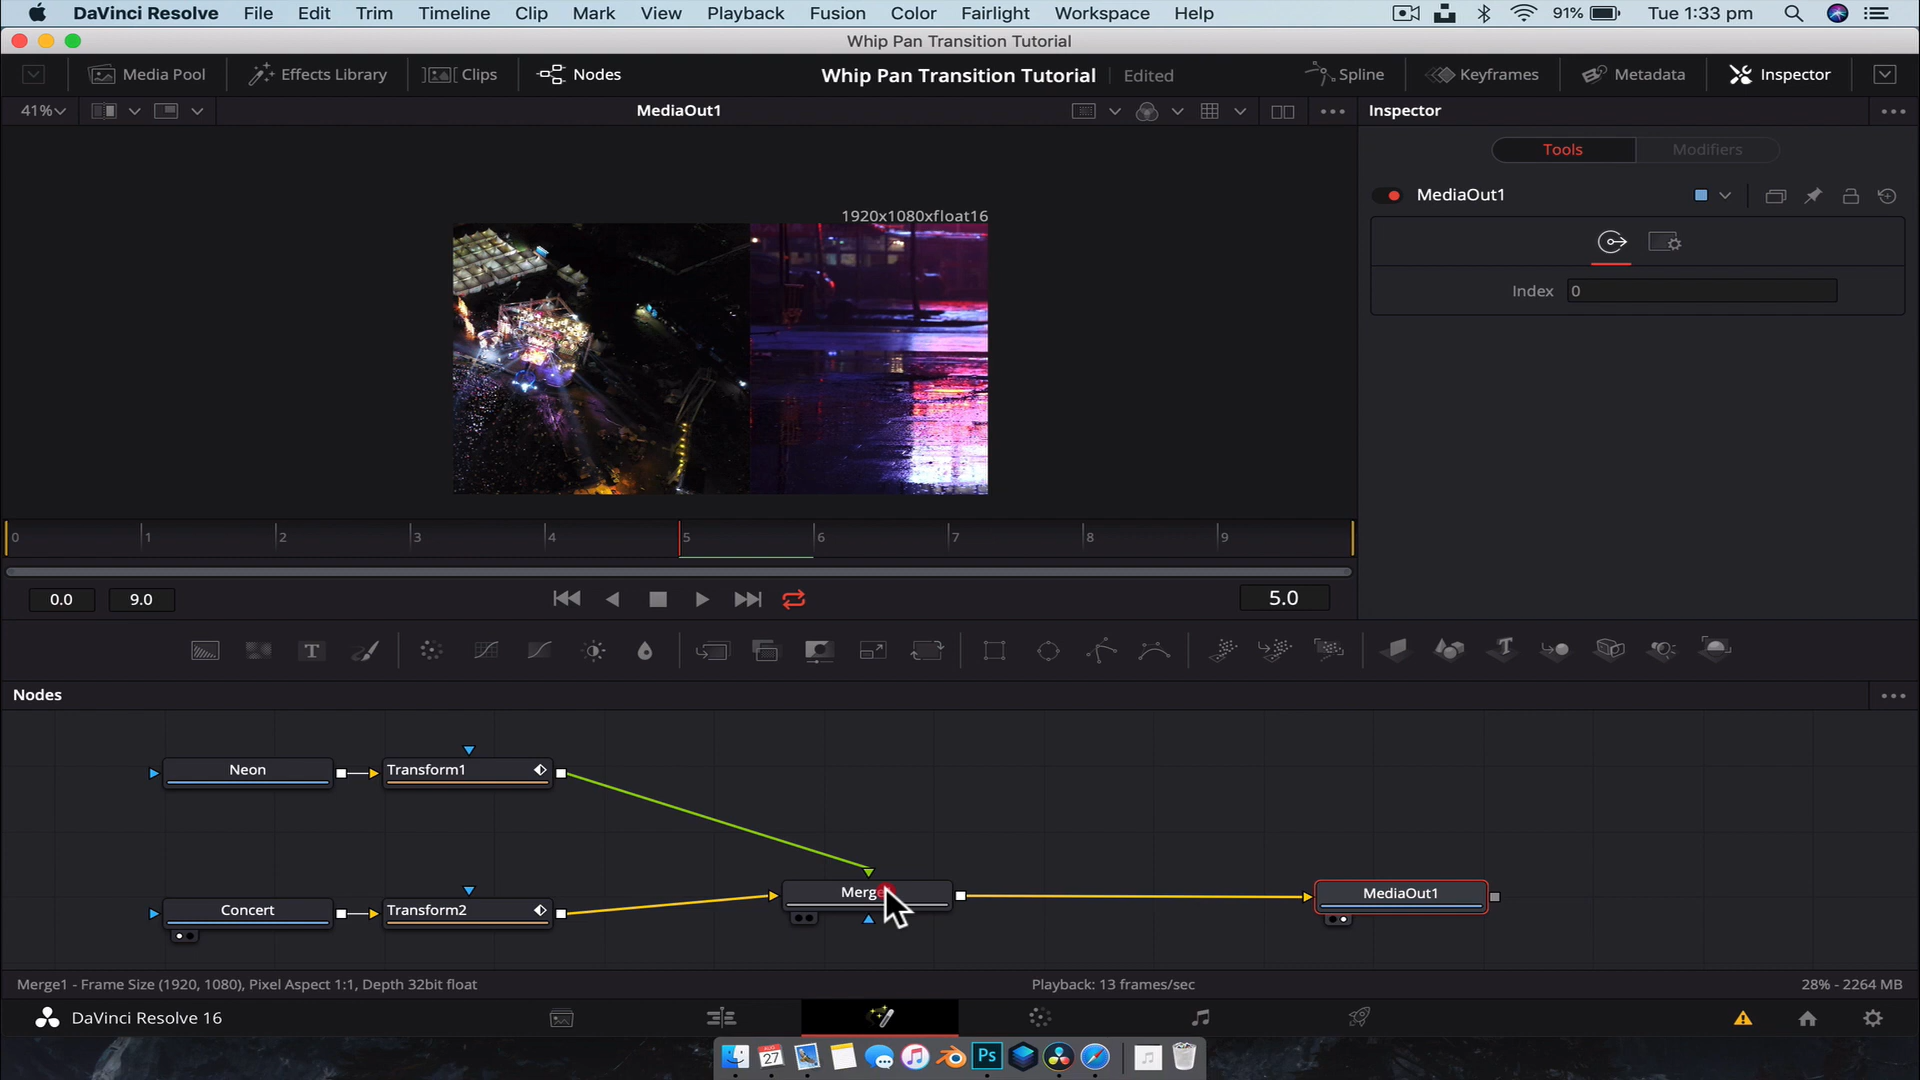 DaVinci Resolve File Edit Trim Timeline Clip Mark View Playback Fusion Color Fairlight Workspace Help 91% Tue 1:33 pm
Whip Pan Transition Tutorial
Media Pool Effects Library Clips Nodes Whip Pan Transition Tutorial Edited Spline Keyframes Metadata Inspector
41% MediaOut1 Inspector
Tools Modifiers
MediaOut1
1920x1080xfloat16
Index 0
0 1 2 3 4 5 6 7 8 9
0.0 9.0 5.0
Nodes
Neon Transform1
Merge
MediaOut1
Concert Transform2
Merge1 - Frame Size (1920, 1080), Pixel Aspect 1:1, Depth 32bit float Playback: 13 frames/sec 28% - 2264 MB
DaVinci Resolve 16
AUG
27
Ps